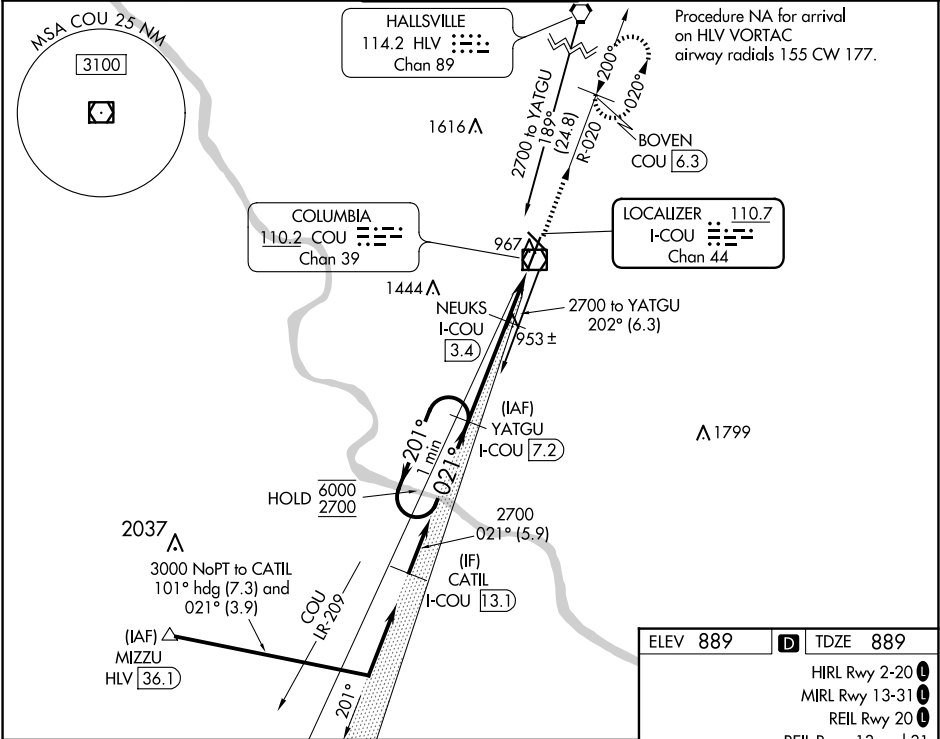 MSA COU 25 NM
3100
HALLSVILLE
114.2 HLV
Chan 89
Procedure NA for arrival
on HLV VORTAC
airway radials 155 CW 177.
1616
2700 to YATGU
189°
(24.8)
R-020
200°
020°
BOVEN
COU 6.3
COLUMBIA
110.2 COU
Chan 39
967
LOCALIZER 110.7
I-COU
Chan 44
1444
NEUKS
I-COU
3.4
953 ±
2700 to YATGU
202° (6.3)
(IAF)
YATGU
I-COU 7.2
1799
201°
1 min
021°
HOLD 6000
2700
2700
021° (5.9)
2037
3000 NoPT to CATIL
101° hdg (7.3) and
021° (3.9)
(IF)
CATIL
I-COU 13.1
COU
LR-209
(IAF)
MIZZU
HLV 36.1
201°
ELEV 889 D TDZE 889
HIRL Rwy 2-20 L
MIRL Rwy 13-31 L
REIL Rwy 20 L